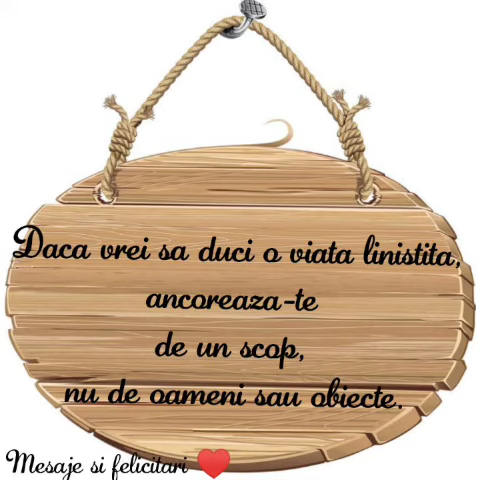 Daca vrei sa duci o viata linistita,
ancoreaza-te
de un scop,
nu de oameni sau obiecte.
Mesaje si felicitari ❤️